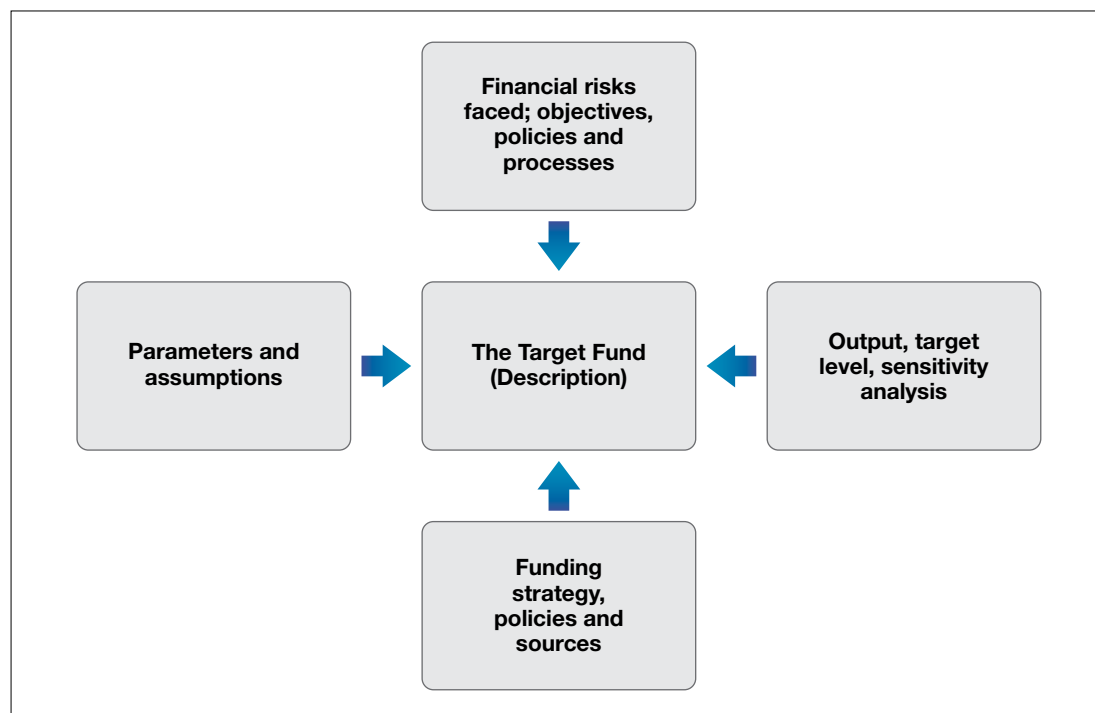 Financial risks
faced; objectives,
policies and
processes
Parameters and
assumptions
The Target Fund
(Description)
Output, target
level, sensitivity
analysis
Funding
strategy,
policies and
sources